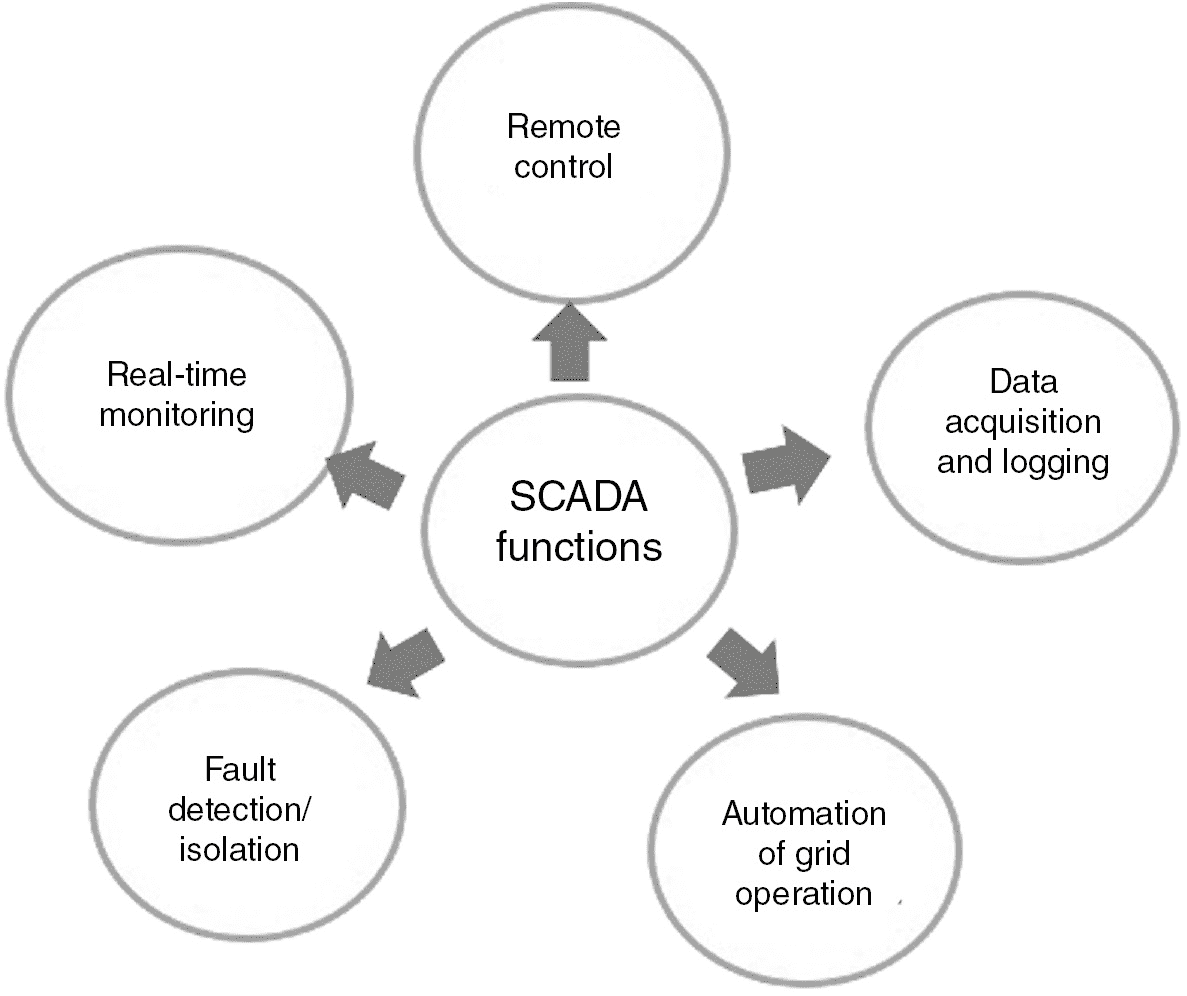 Remote
control
Real-time
monitoring
Data
acquisition
and logging
SCADA
functions
Fault
detection/
isolation
Automation
of grid
operation